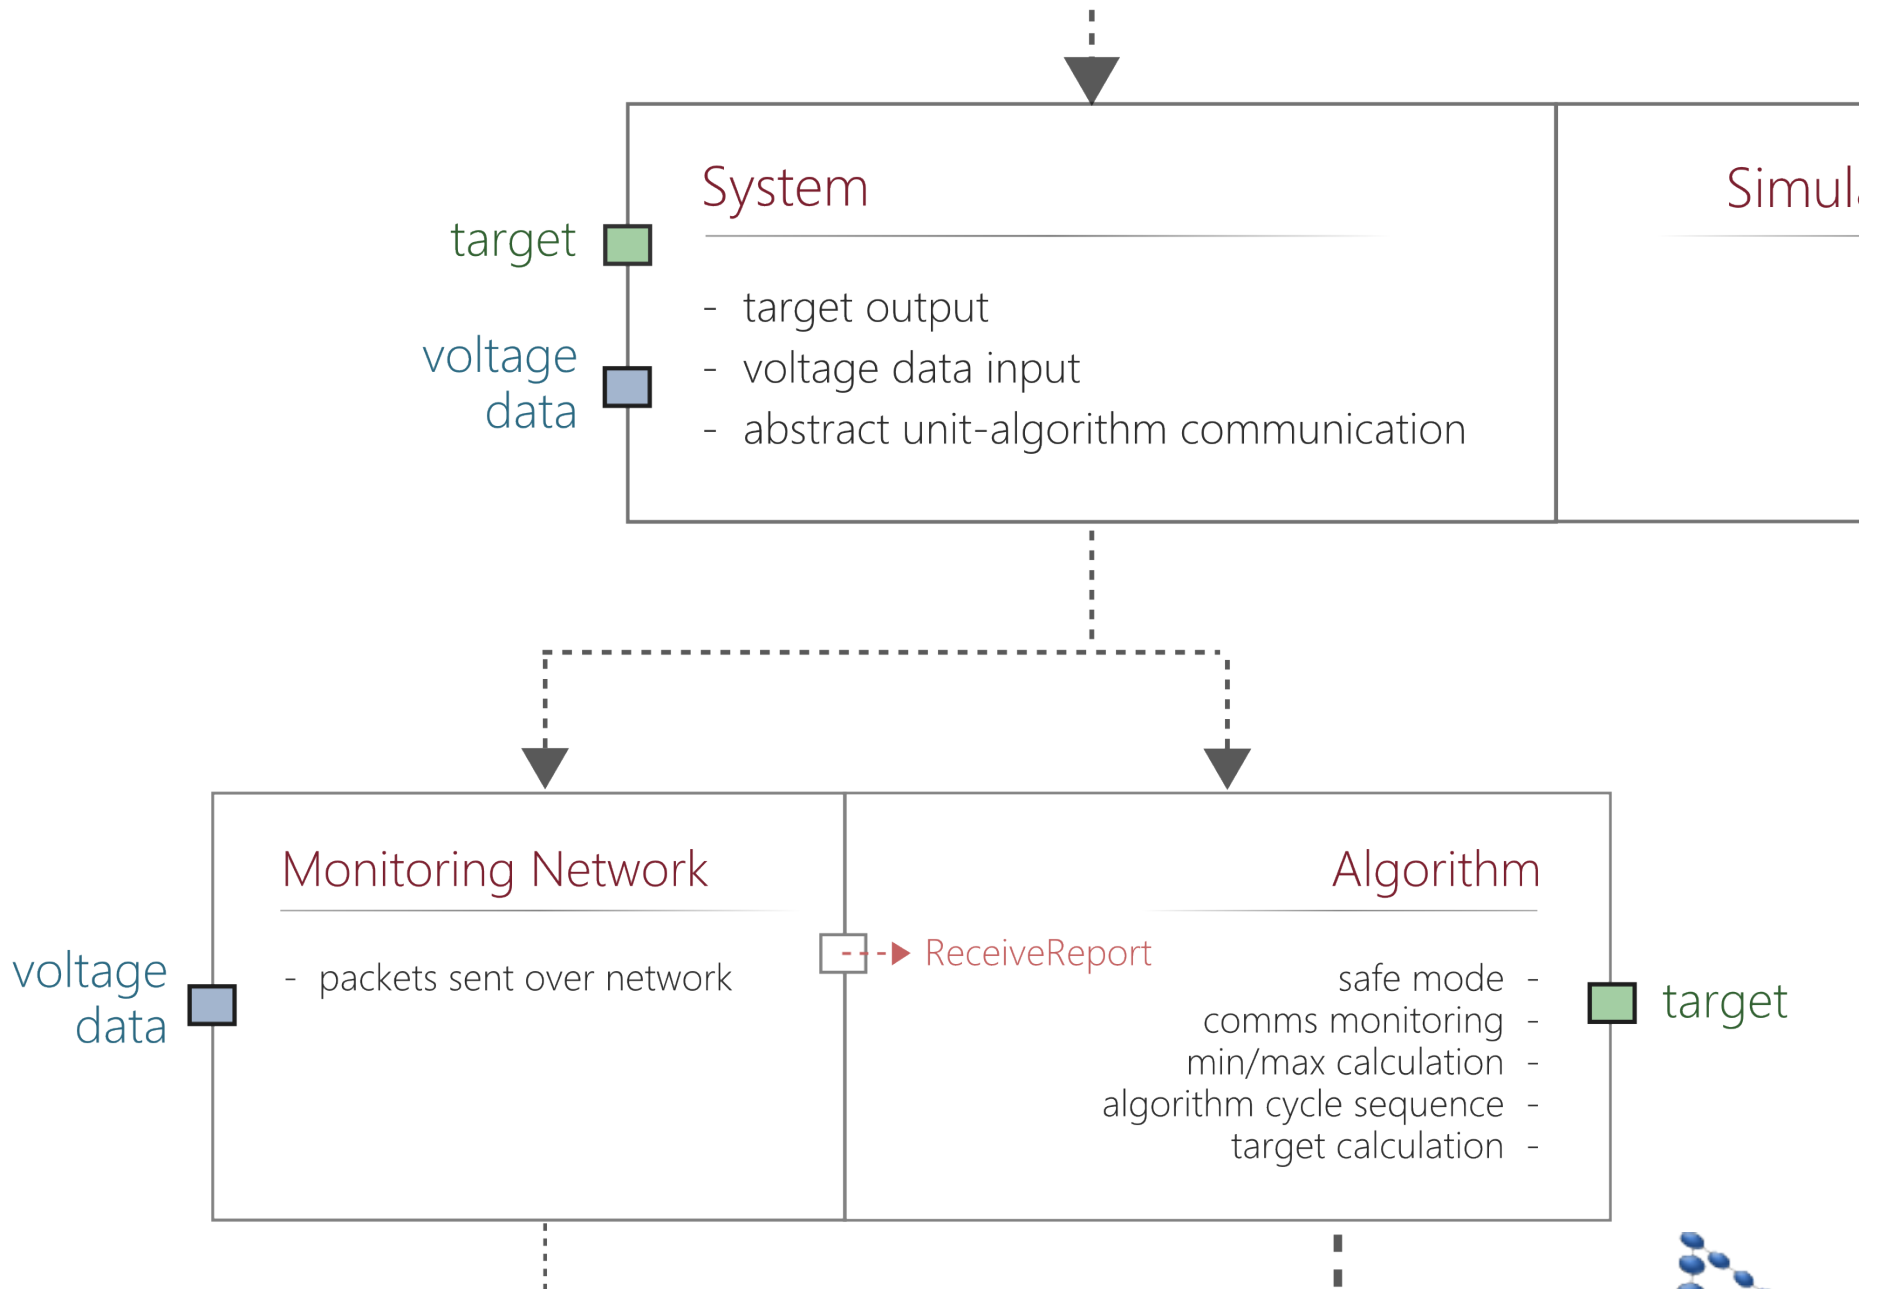 System
Simul
target
- target output
voltage
data
- voltage data input
- abstract unit-algorithm communication
Monitoring Network
- packets sent over network
voltage
data
Algorithm
ReceiveReport
safe mode -
comms monitoring -
min/max calculation -
algorithm cycle sequence -
target calculation -
target